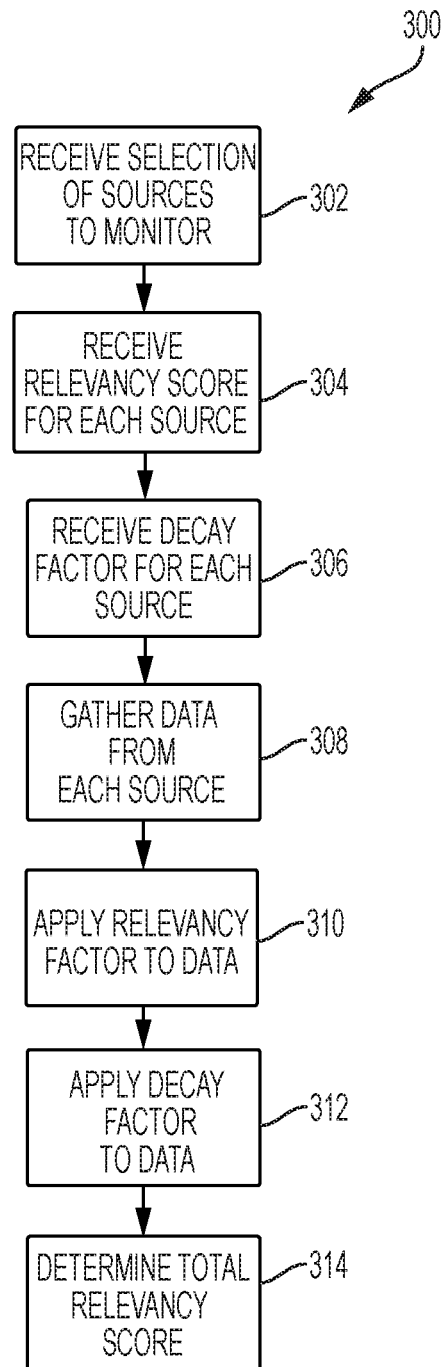 300
RECEIVE SELECTION
OF SOURCES
TO MONITOR
302
RECEIVE
RELEVANCY SCORE
FOR EACH SOURCE
304
RECEIVE DECAY
FACTOR FOR EACH
SOURCE
306
GATHER DATA
FROM
EACH SOURCE
308
APPLY RELEVANCY
FACTOR TO DATA
310
APPLY DECAY
FACTOR
TO DATA
312
DETERMINE TOTAL
RELEVANCY
SCORE
314